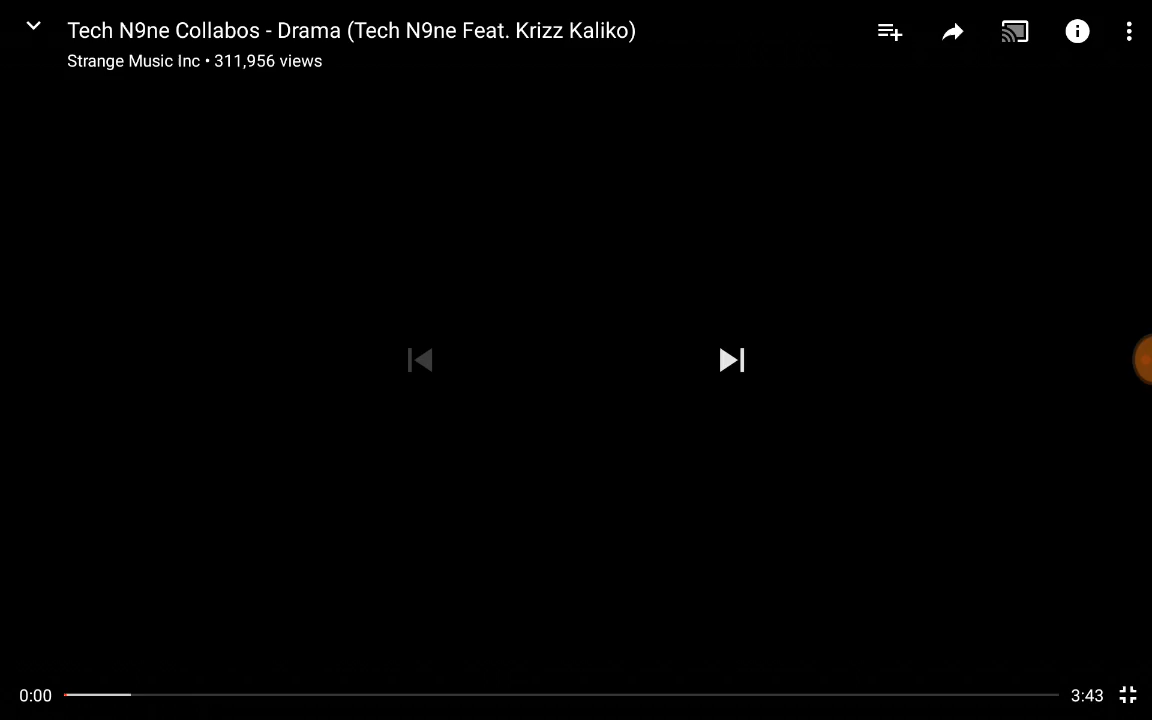 Tech N9ne Collabos - Drama (Tech N9ne Feat. Krizz Kaliko)
Strange Music Inc • 311,956 views
0:00
3:43